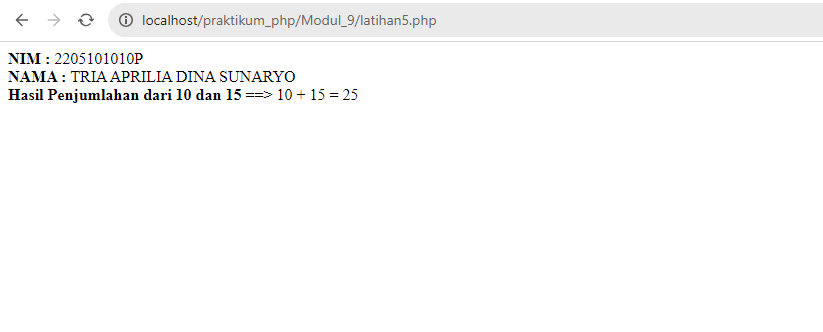 localhost/praktikum_php/Modul_9/latihan5.php
NIM : 2205101010P
NAMA : TRIA APRILIA DINA SUNARYO
Hasil Penjumlahan dari 10 dan 15 ==> 10 + 15 = 25